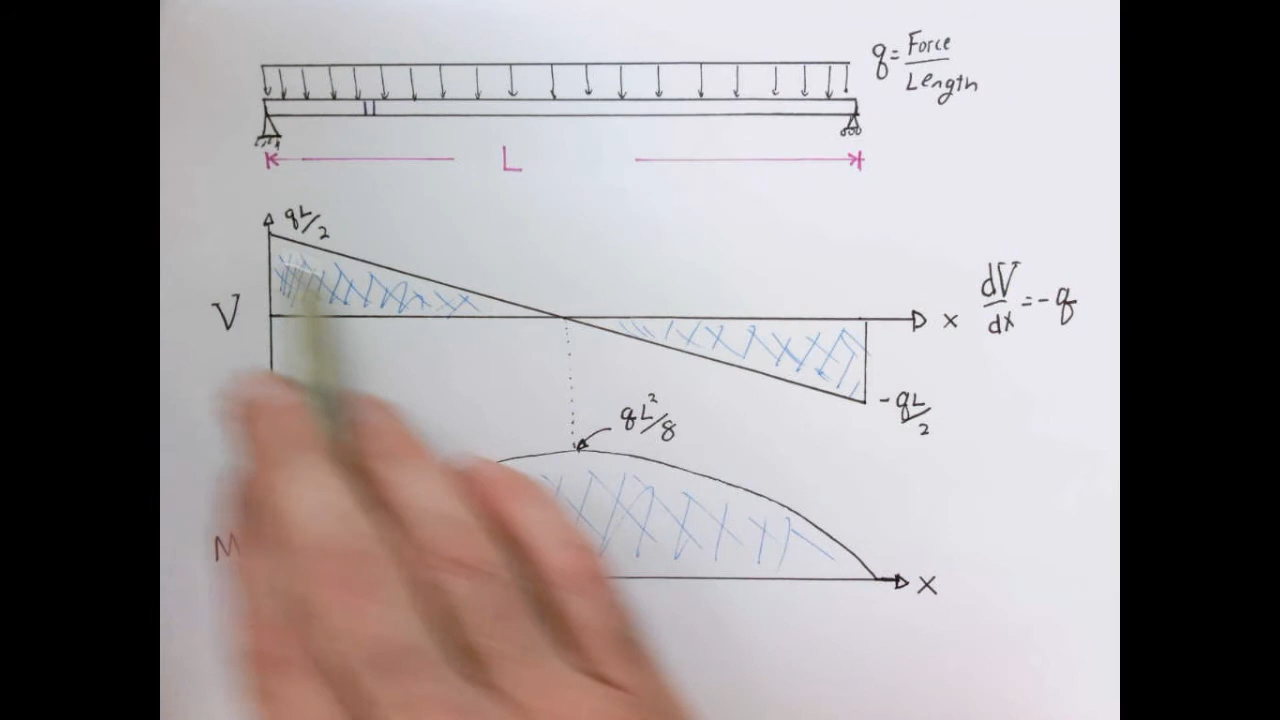 q = Force
Length
L
qL/2
V
x
dV
dx
= -q
-qL/2
qL²/8
M
x